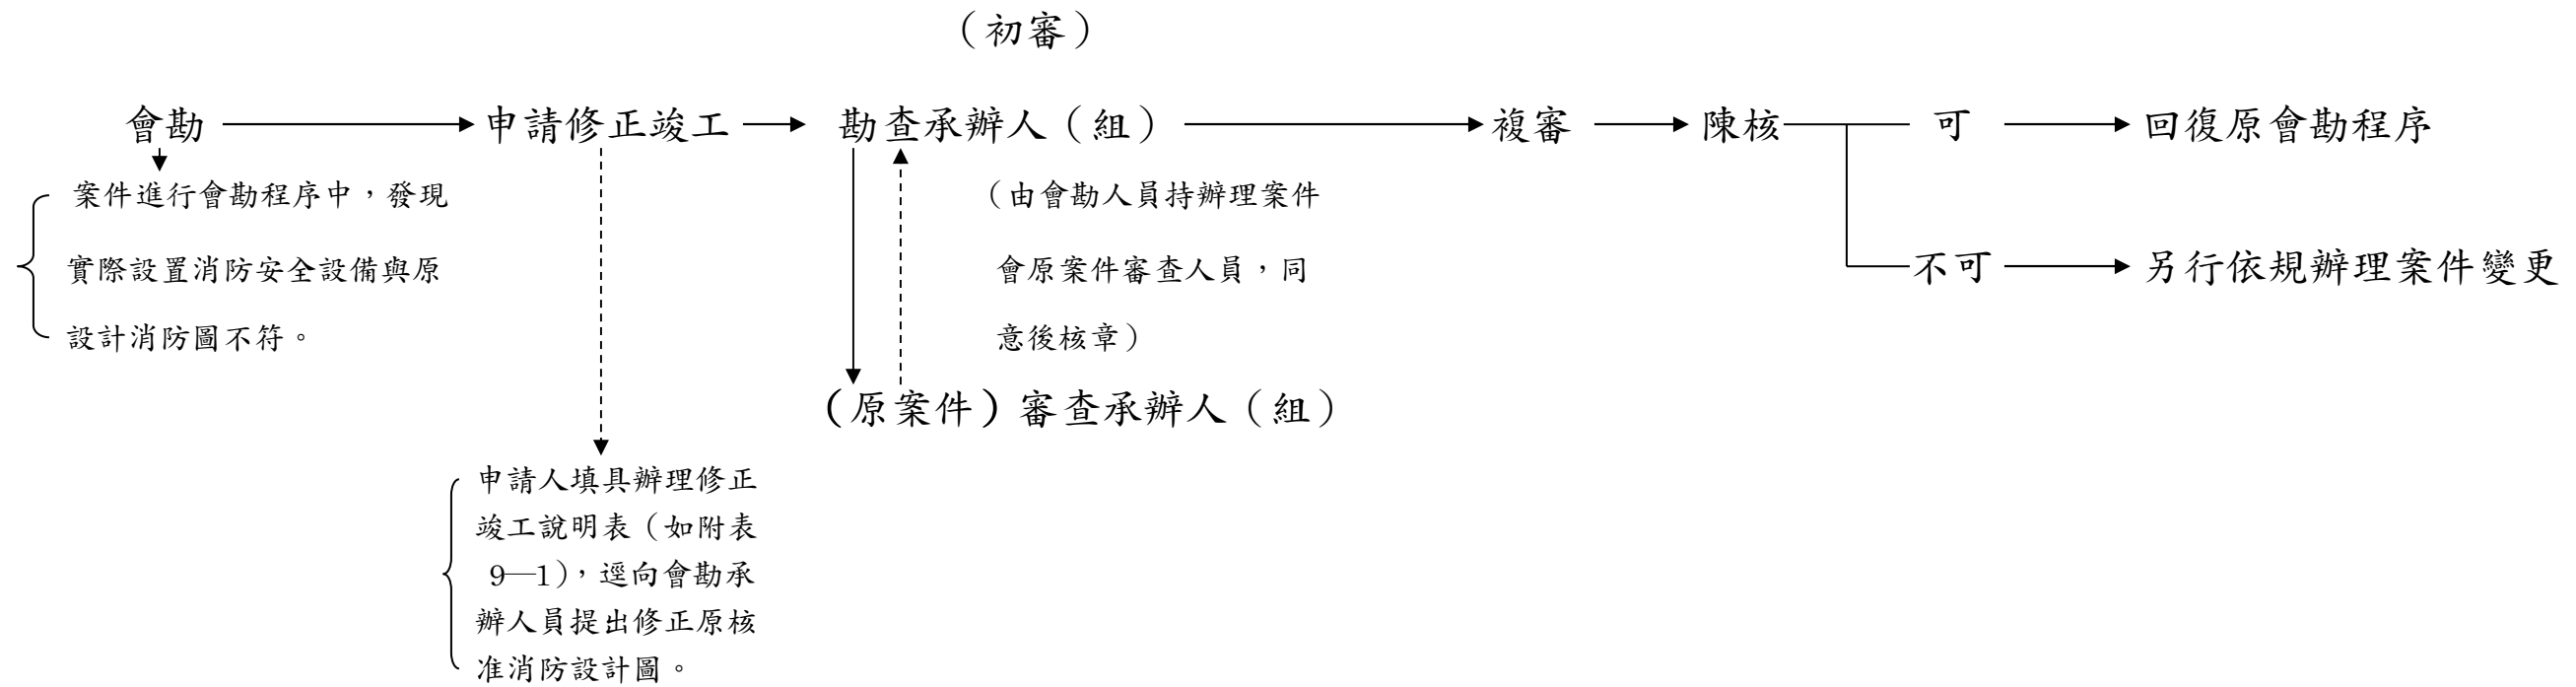 （初審）
會勘
申請修正竣工
勘查承辦人（組）
複審
陳核
可
回復原會勘程序
案件進行會勘程序中，發現
實際設置消防安全設備與原
設計消防圖不符。
（由會勘人員持辦理案件
會原案件審查人員，同
意後核章）
不可
另行依規辦理案件變更
(原案件)審查承辦人（組）
申請人填具辦理修正
竣工說明表（如附表
9—1），逕向會勘承
辦人員提出修正原核
准消防設計圖。